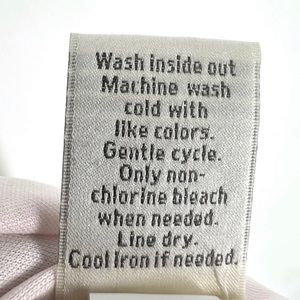 Wash inside out
Machine wash
cold with
like colors.
Gentle cycle.
Only non-
chlorine bleach
when needed.
Line dry.
Cool Iron if needed.